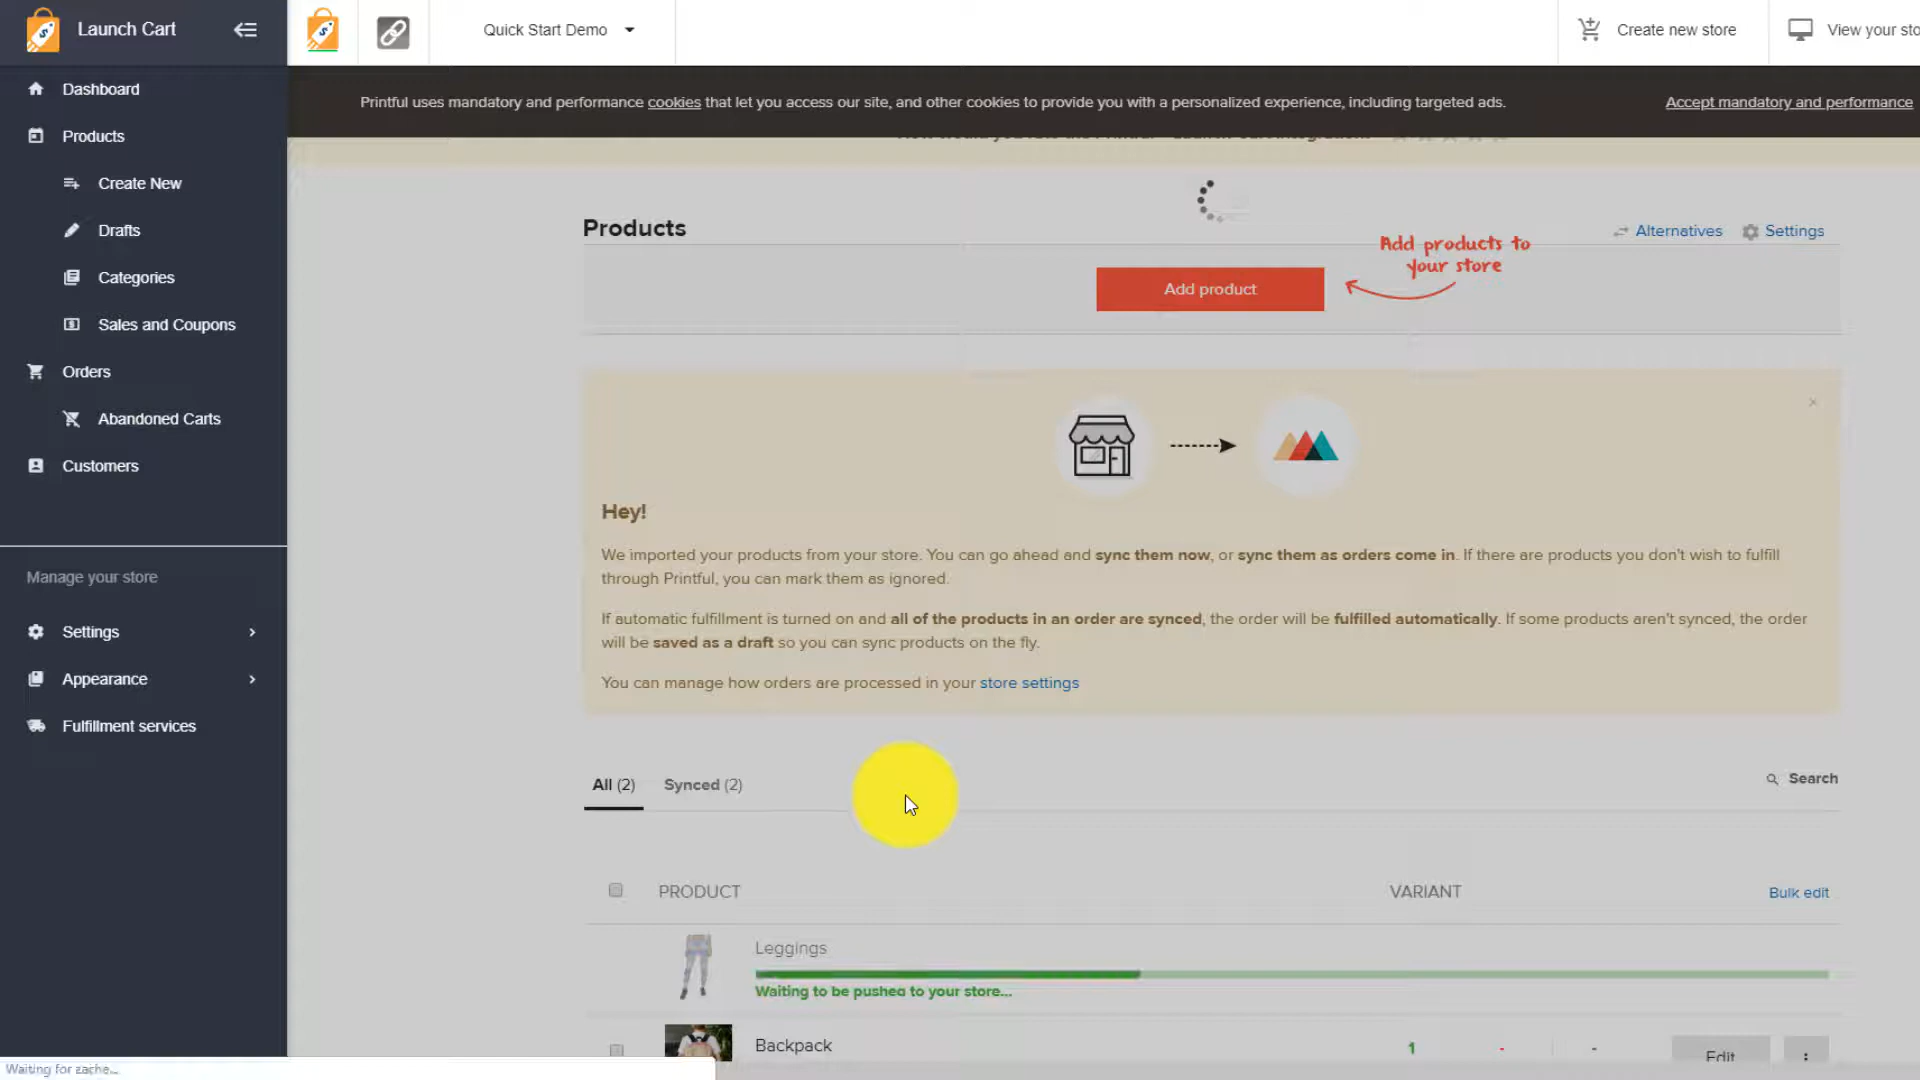 Launch Cart
Quick Start Demo
Create new store
View your sto
Dashboard
Products
Create New
Drafts
Categories
Sales and Coupons
Orders
Abandoned Carts
Customers
Manage your store
Settings
Appearance
Fulfillment services
Printful uses mandatory and performance cookies that let you access our site, and other cookies to provide you with a personalized experience, including targeted ads.
Accept mandatory and performance
Products
Alternatives
Settings
Add product
Add products to
your store
Hey!
We imported your products from your store. You can go ahead and sync them now, or sync them as orders come in. If there are products you don't wish to fulfill
through Printful, you can mark them as ignored.
If automatic fulfillment is turned on and all of the products in an order are synced, the order will be fulfilled automatically. If some products aren't synced, the order
will be saved as a draft so you can sync products on the fly.
You can manage how orders are processed in your store settings
All (2)
Synced (2)
Search
PRODUCT
VARIANT
Bulk edit
Leggings
Waiting to be pushed to your store...
Backpack
1 - -
Edit
Waiting for cache...